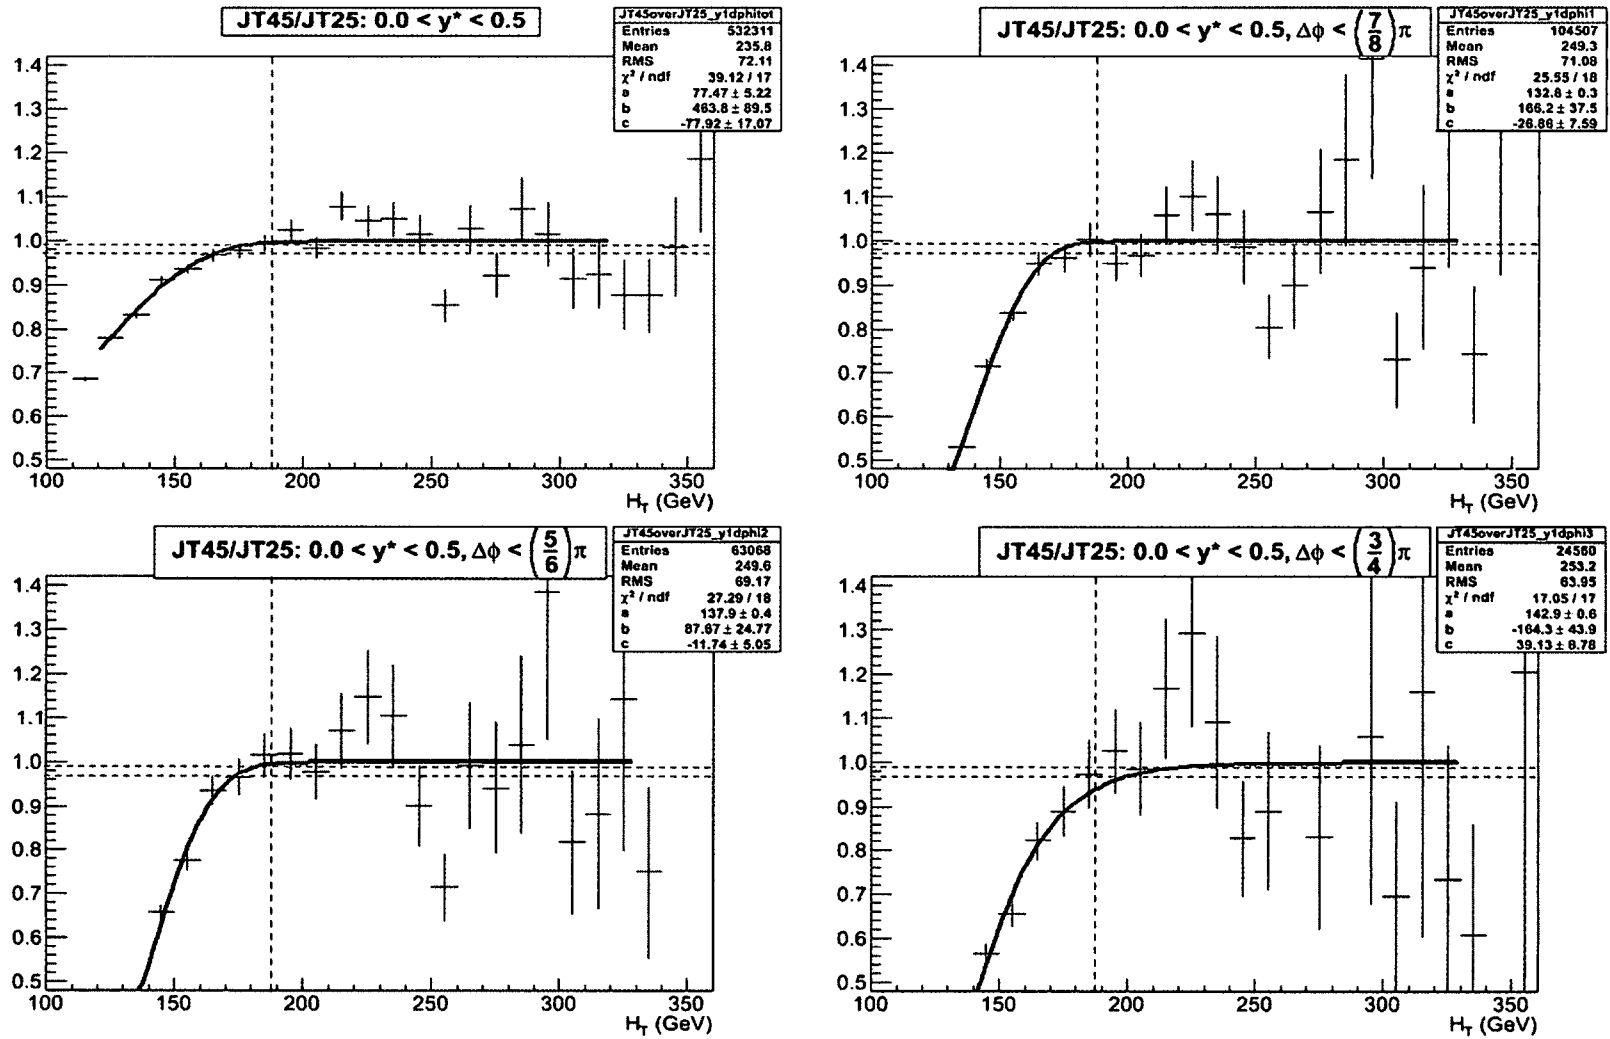 JT45/JT25: 0.0 < y* < 0.5
JT45overJT25_y1dphitot
Entries 532311
Mean 235.8
RMS 72.11
χ² / ndf 39.12 / 17
a 77.47 ± 5.22
b 463.8 ± 89.5
c -77.92 ± 17.07
1.4
1.3
1.2
1.1
1.0
0.9
0.8
0.7
0.6
0.5
100 150 200 250 300 350
H_T (GeV)
JT45/JT25: 0.0 < y* < 0.5, Δϕ < (7/8)π
JT45overJT25_y1dphi1
Entries 104507
Mean 249.3
RMS 71.08
χ² / ndf 25.55 / 18
a 132.8 ± 0.3
b 166.2 ± 37.5
c -26.86 ± 7.59
1.4
1.3
1.2
1.1
1.0
0.9
0.8
0.7
0.6
0.5
100 150 200 250 300 350
H_T (GeV)
JT45/JT25: 0.0 < y* < 0.5, Δϕ < (5/6)π
JT45overJT25_y1dphi2
Entries 63068
Mean 249.6
RMS 69.17
χ² / ndf 27.29 / 18
a 137.9 ± 0.4
b 87.67 ± 24.77
c -11.74 ± 5.05
1.4
1.3
1.2
1.1
1.0
0.9
0.8
0.7
0.6
0.5
100 150 200 250 300 350
H_T (GeV)
JT45/JT25: 0.0 < y* < 0.5, Δϕ < (3/4)π
JT45overJT25_y1dphi3
Entries 24560
Mean 253.2
RMS 63.95
χ² / ndf 17.05 / 17
a 142.9 ± 0.6
b -164.3 ± 43.9
c 39.13 ± 8.78
1.4
1.3
1.2
1.1
1.0
0.9
0.8
0.7
0.6
0.5
100 150 200 250 300 350
H_T (GeV)